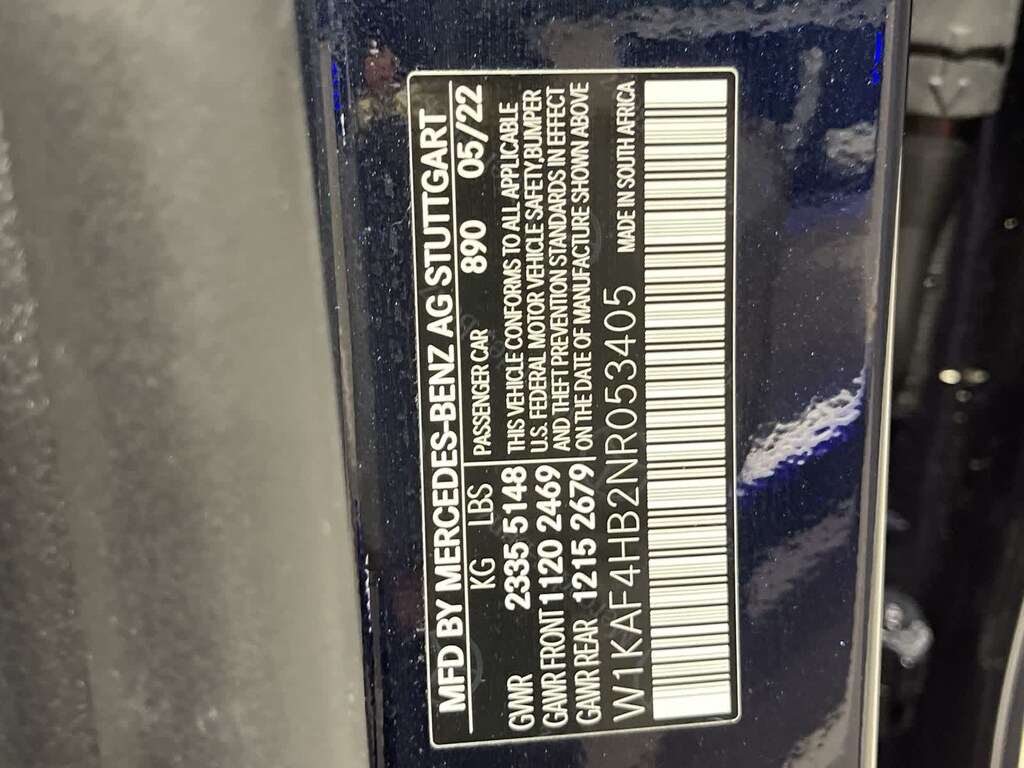 MFD BY MERCEDES-BENZ AG STUTTGART
KG LBS PASSENGER CAR 890 05/22
GVWR 2335 5148
GAWR FRONT 1120 2469
GAWR REAR 1215 2679
THIS VEHICLE CONFORMS TO ALL APPLICABLE
U.S. FEDERAL MOTOR VEHICLE SAFETY,BUMPER
AND THEFT PREVENTION STANDARDS IN EFFECT
ON THE DATE OF MANUFACTURE SHOWN ABOVE
W1KAF4HB2NR053405 MADE IN SOUTH AFRICA